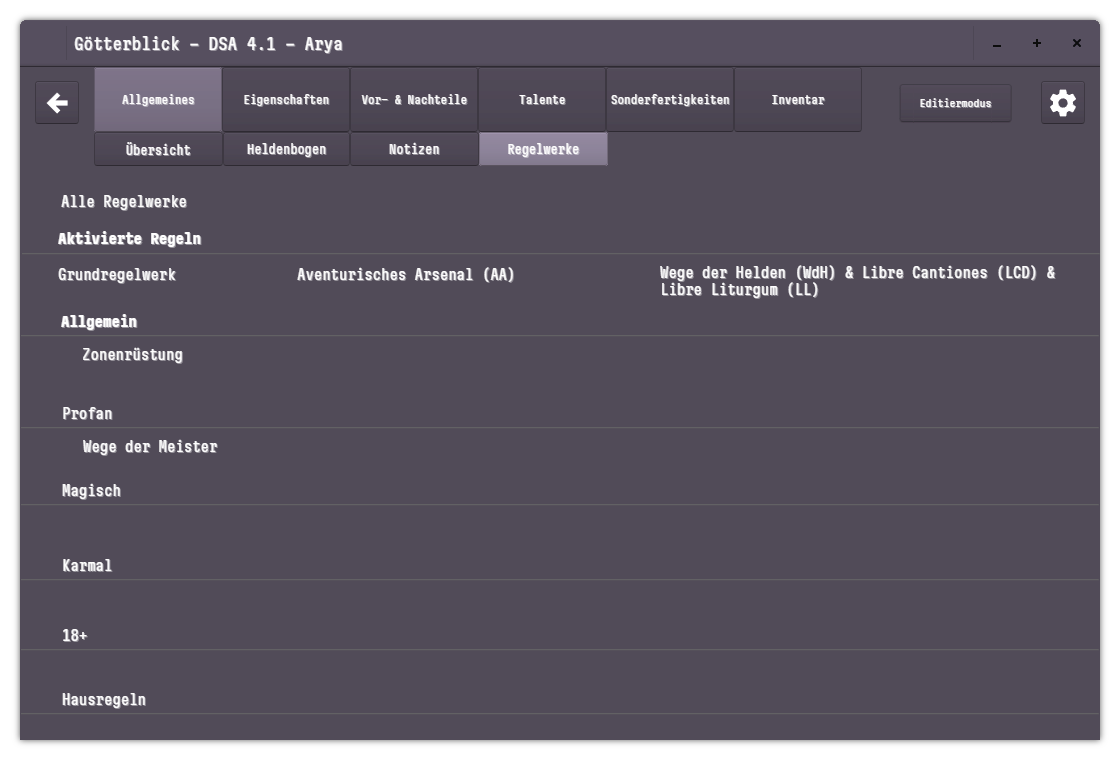 Götterblick - DSA 4.1 - Arya
Allgemeines Eigenschaften Vor- & Nachteile Talente Sonderfertigkeiten Inventar Editiermodus
Übersicht Heldenbogen Notizen Regelwerke
Alle Regelwerke
Aktivierte Regeln
Grundregelwerk Aventurisches Arsenal (AA) Wege der Helden (WdH) & Libre Cantiones (LCD) &
Libre Liturgum (LL)
Allgemein
Zonenrüstung
Profan
Wege der Meister
Magisch
Karmal
18+
Hausregeln